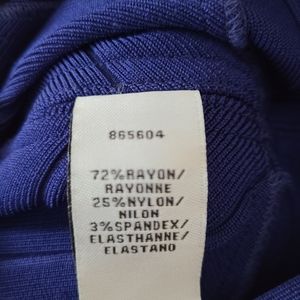 865604
72%RAYON/
RAYONNE
25%NYLON/
NILON
3%SPANDEX/
ELASTHANNE/
ELASTANO